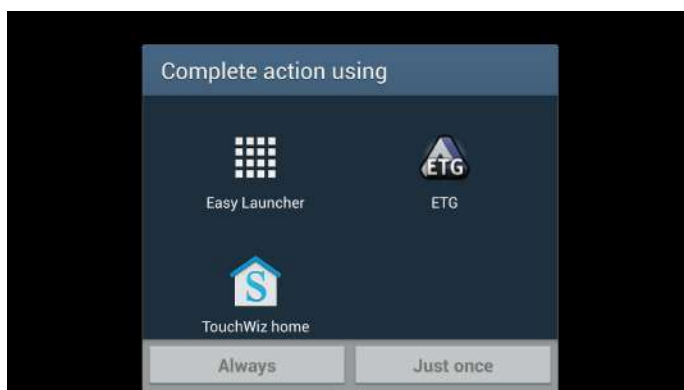 Complete action using
ETG
Easy Launcher
ETG
S
TouchWiz home
Always
Just once